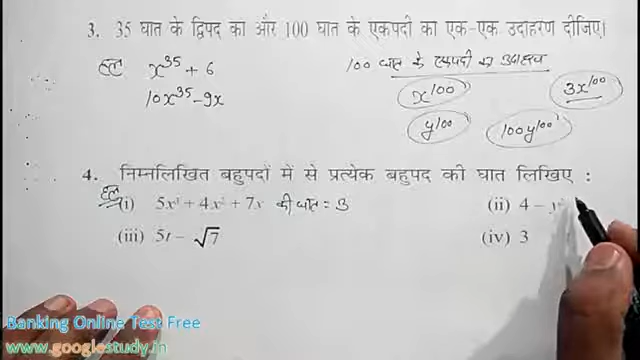 3. 35 घात के द्विपद का और 100 घात के एकपदी का एक-एक उदाहरण दीजिए।
हल x³⁵ + 6
10x³⁵ - 9x
100 घात के एकपदी का उदाहरण
x¹⁰⁰ 3x¹⁰⁰
y¹⁰⁰ 100y¹⁰⁰
4. निम्नलिखित बहुपदों में से प्रत्येक बहुपद की घात लिखिए :
हल
(i) 5x³ + 4x² + 7x की घात = 3 (ii) 4 –
(iii) 5t – √7 (iv) 3
Banking Online Test Free
www.googlestudy.in